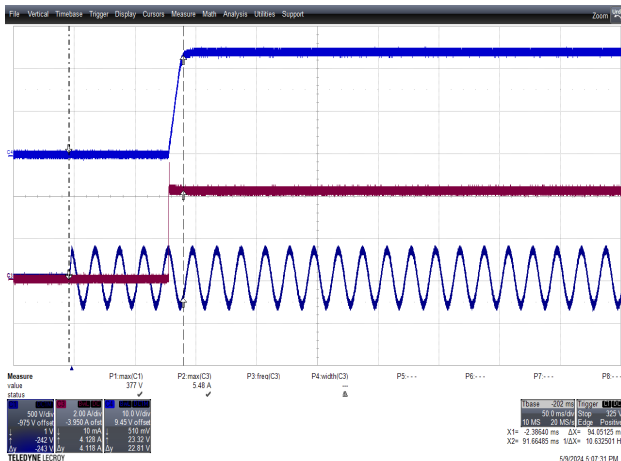 File Vertical Timebase Trigger Display Cursors Measure Math Analysis Utilities Support
Zoom
Measure P1:max(C1) P2:max(C3) P3:freq(C3) P4:width(C3) P5:--- P6:--- P7:--- P8:---
value 377 V 5.48 A ---
status
500 V/div 2.00 A/div 10.0 V/div
-975 V offset -3.950 A ofst 9.45 V offset
↓ 1 V ↓ 10 mA ↓ 510 mV
↑ -242 V ↑ 4.128 A ↑ 23.32 V
Δy -243 V Δy 4.118 A Δy 22.81 V
Tbase -202 ms Trigger C1 DC
50.0 ms/div Stop 325 V
10 MS 20 MS/s Edge Positive
X1= -2.38640 ms ΔX= 94.05125 ms
X2= 91.66485 ms 1/ΔX= 10.632501 Hz
TELEDYNE LECROY
5/9/2024 5:07:31 PM